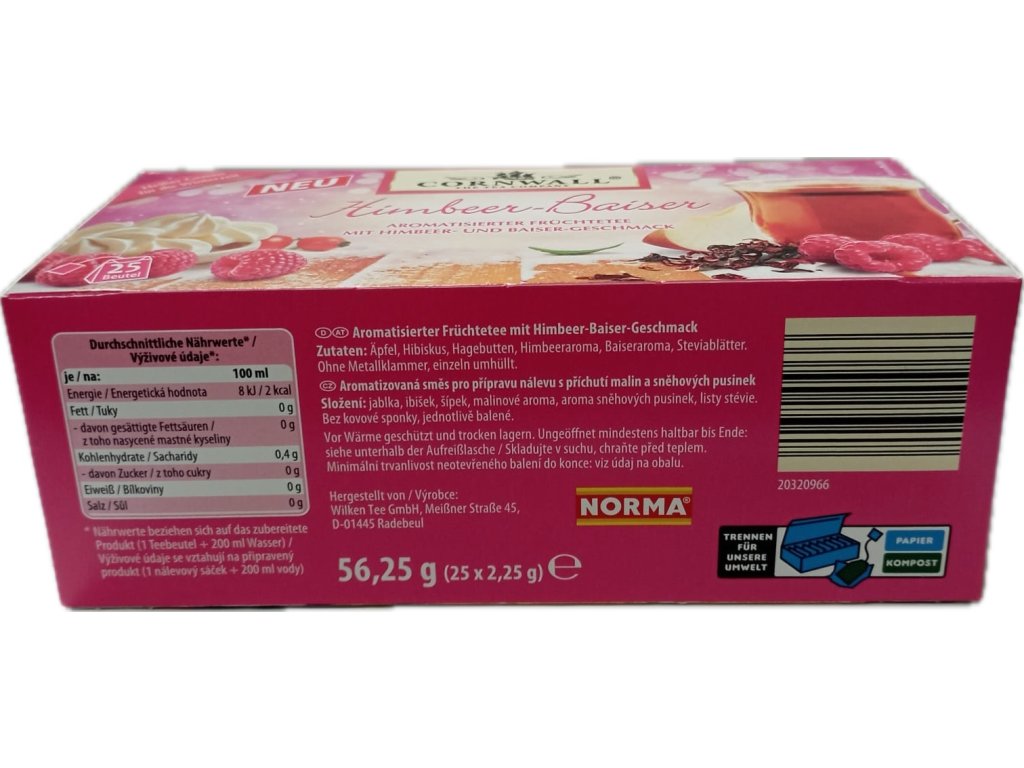 NEU
CORNWALL®
Himbeer-Baiser
AROMATISIERTER FRÜCHTETEE
MIT HIMBEER- UND BAISER-GESCHMACK
25
Beutel
Durchschnittliche Nährwerte* /
Výživové údaje*:
je / na: 100 ml
Energie / Energetická hodnota 8 kJ / 2 kcal
Fett / Tuky 0 g
- davon gesättigte Fettsäuren / 0 g
z toho nasycené mastné kyseliny
Kohlenhydrate / Sacharidy 0,4 g
- davon Zucker / z toho cukry 0 g
Eiweiß / Bílkoviny 0 g
Salz / Sůl 0 g
* Nährwerte beziehen sich auf das zubereitete
Produkt (1 Teebeutel + 200 ml Wasser) /
Výživové údaje se vztahují na připravený
produkt (1 nálevový sáček + 200 ml vody)
D AT Aromatisierter Früchtetee mit Himbeer-Baiser-Geschmack
Zutaten: Äpfel, Hibiskus, Hagebutten, Himbeeraroma, Baiseraroma, Steviablätter.
Ohne Metallklammer, einzeln umhüllt.
CZ Aromatizovaná směs pro přípravu nálevu s příchutí malin a sněhových pusinek
Složení: jablka, ibišek, šípek, malinové aroma, aroma sněhových pusinek, listy stévie.
Bez kovové sponky, jednotlivě balené.
Vor Wärme geschützt und trocken lagern. Ungeöffnet mindestens haltbar bis Ende:
siehe unterhalb der Aufreißlasche / Skladujte v suchu, chraňte před teplem.
Minimální trvanlivost neotevřeného balení do konce: viz údaj na obalu.
Hergestellt von / Výrobce:
Wilken Tee GmbH, Meißner Straße 45,
D-01445 Radebeul
NORMA®
56,25 g (25 x 2,25 g) e
20320966
TRENNEN
FÜR
UNSERE
UMWELT
PAPIER
KOMPOST